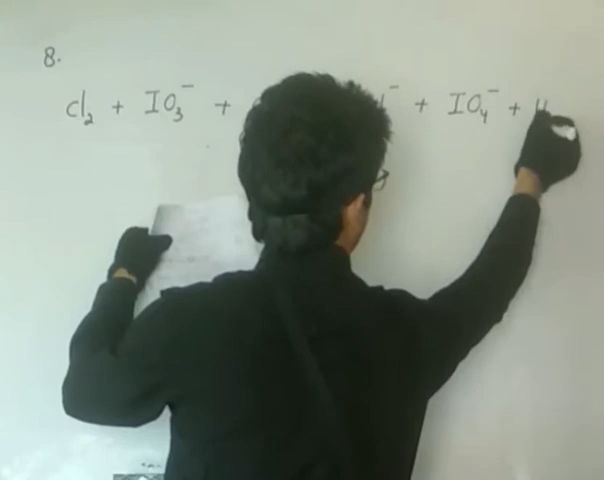 8.
Cl₂ + IO₃⁻ + ⁻ + IO₄⁻ +